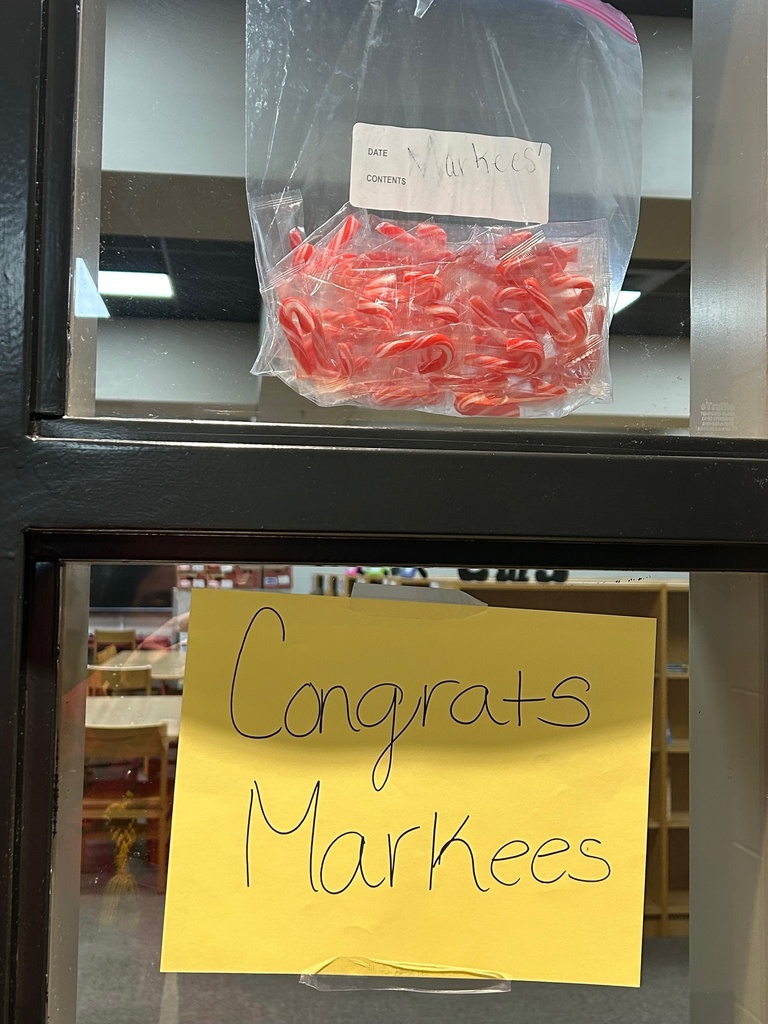 DATE
Markees'
CONTENTS
Congrats
Markees